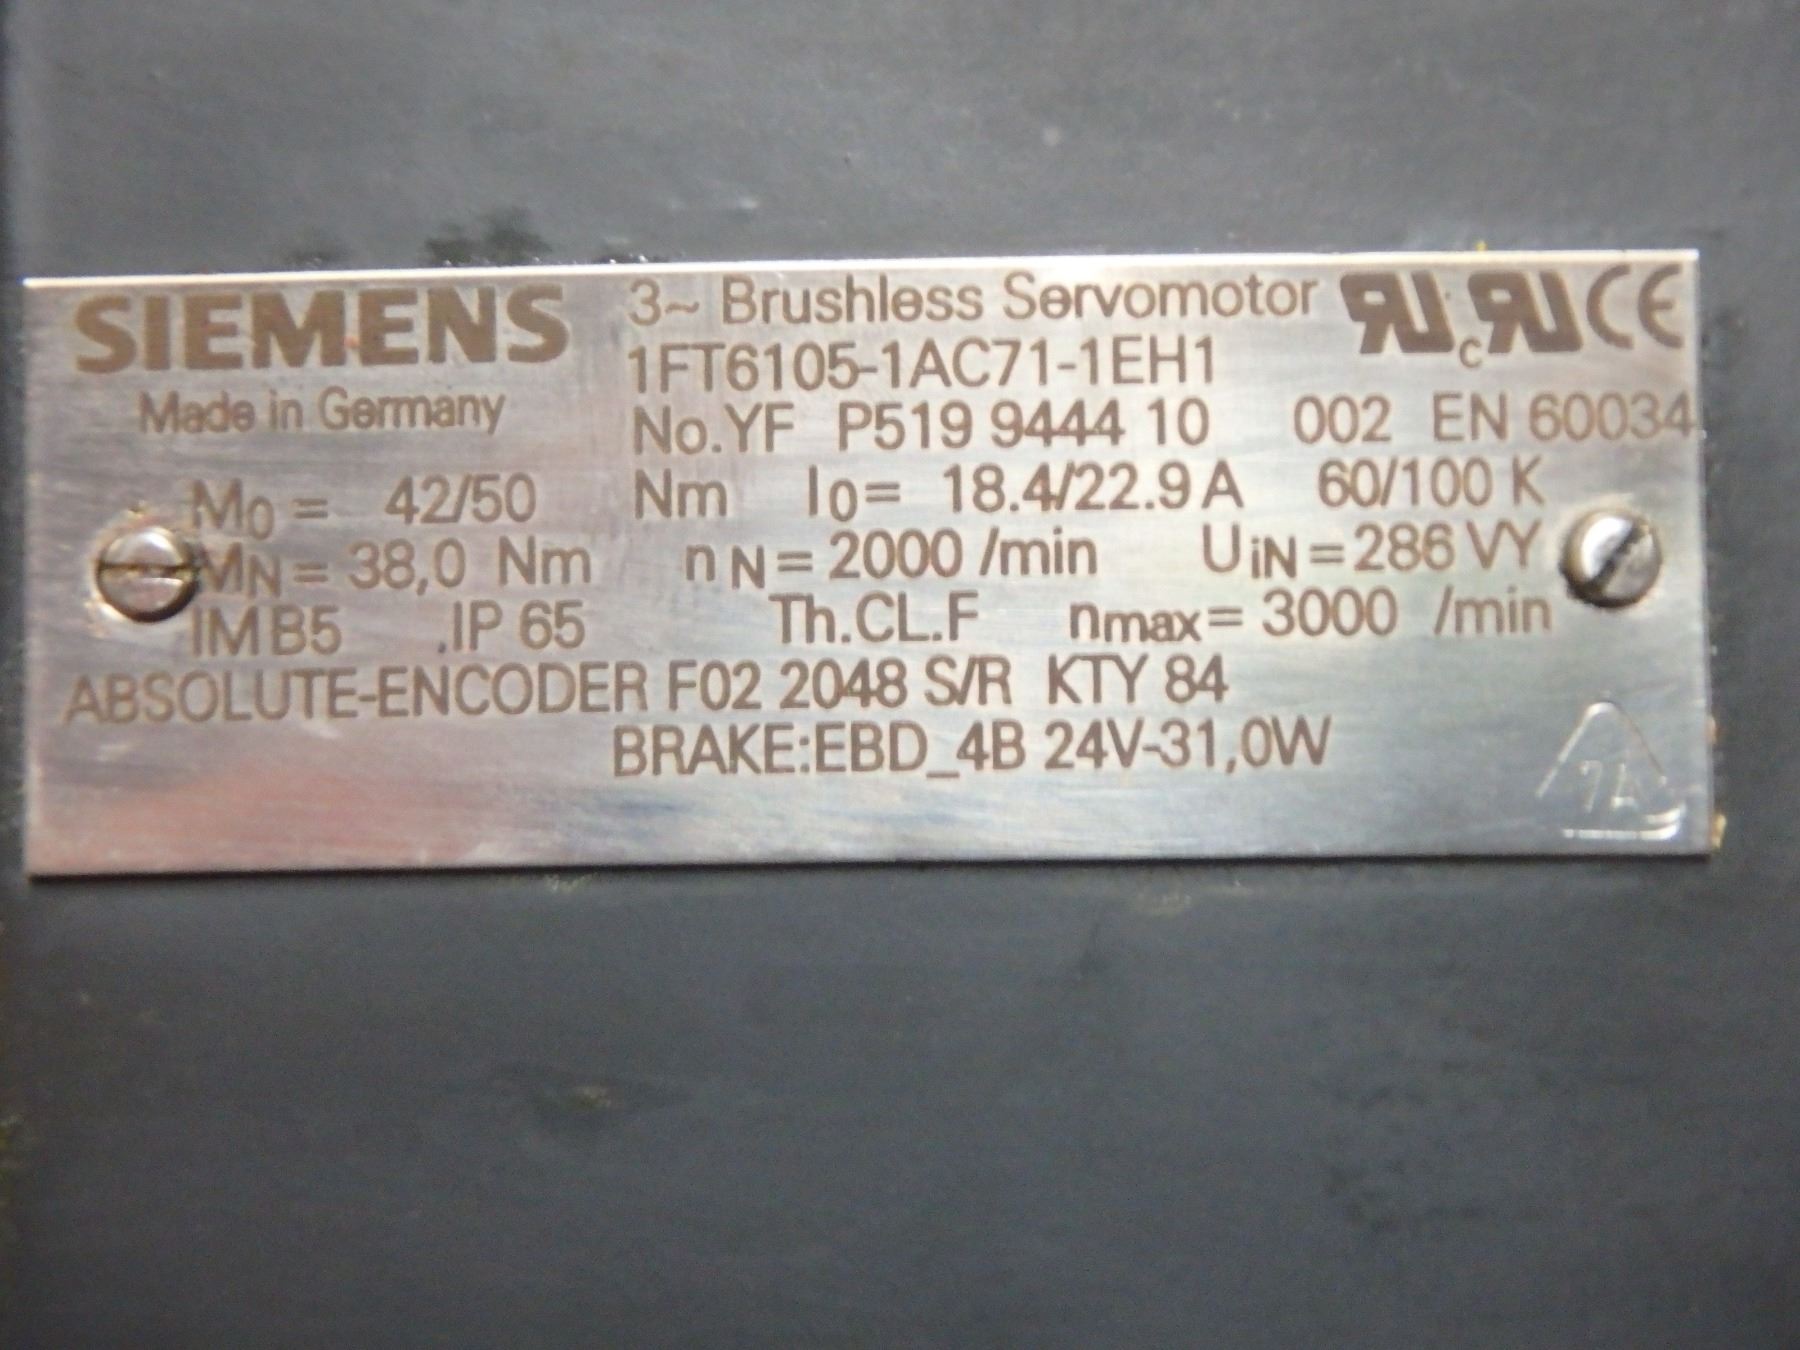 SIEMENS 3~ Brushless Servomotor
1FT6105-1AC71-1EH1
Made in Germany No.YF P519 9444 10 002 EN 60034
M0 = 42/50 Nm I0= 18.4/22.9 A 60/100 K
MN = 38,0 Nm nN = 2000 /min UiN = 286 VY
IM B5 IP 65 Th.CL.F nmax = 3000 /min
ABSOLUTE-ENCODER F02 2048 S/R KTY 84
BRAKE:EBD_4B 24V-31,0W